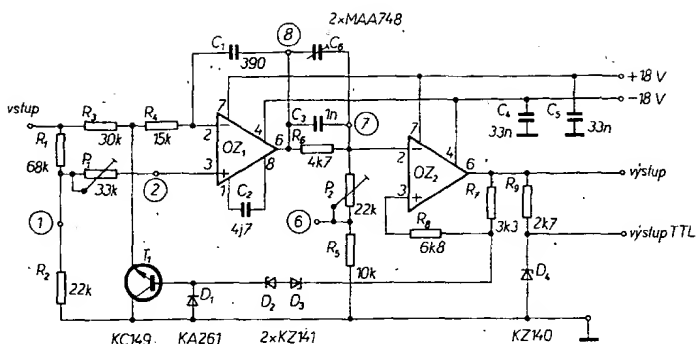 2×MAA748
C₁
8
C₆
390
+18 V
-18 V
vstup
R₃
R₄
7
4
C₃
1n
7
C₄
C₅
30k
15k
2
6
R₆
7
4
33n
33n
R₁
P₁
OZ₁
8
4k7
2
OZ₂
6
výstup
68k
33k
2
3
1
C₂
P₂
3
R₇
R₉
1
4j7
6
22k
R₈
3k3
2k7
výstup TTL
6k8
R₂
22k
T₁
D₁
D₂
D₃
R₅
10k
D₄
KC149
KA261
2×KZ141
KZ140